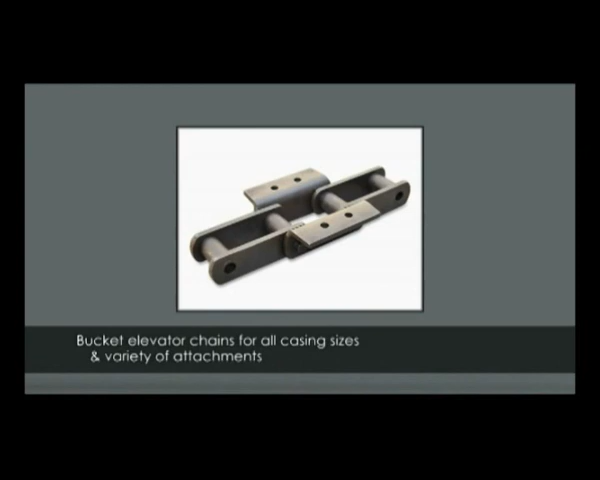 Bucket elevator chains for all casing sizes
& variety of attachments